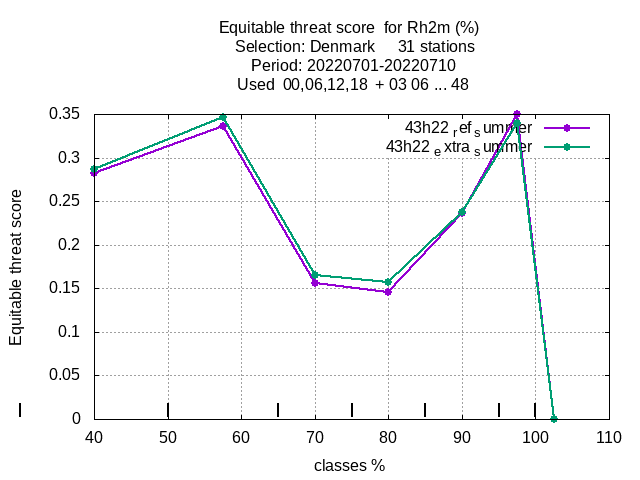 Equitable threat score for Rh2m (%)
Selection: Denmark 31 stations
Period: 20220701-20220710
Used 00,06,12,18 + 03 06 ... 48
43h22 ref summer
43h22 extra summer
0.35
0.3
0.25
0.2
0.15
0.1
0.05
0
Equitable threat score
40 50 60 70 80 90 100 110
classes %